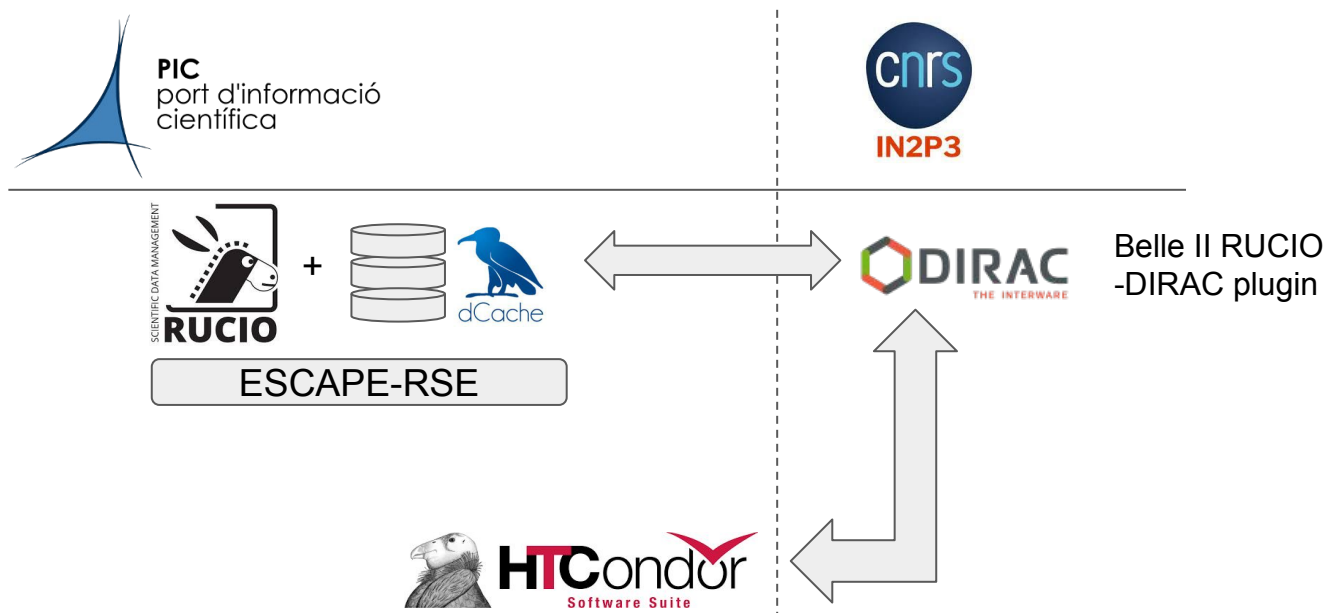 PIC
port d'informació
científica
cnrs
IN2P3
SCIENTIFIC DATA MANAGEMENT
RUCIO
+
dCache
ESCAPE-RSE
DIRAC
THE INTERWARE
Belle II RUCIO
-DIRAC plugin
HTCondor
Software Suite